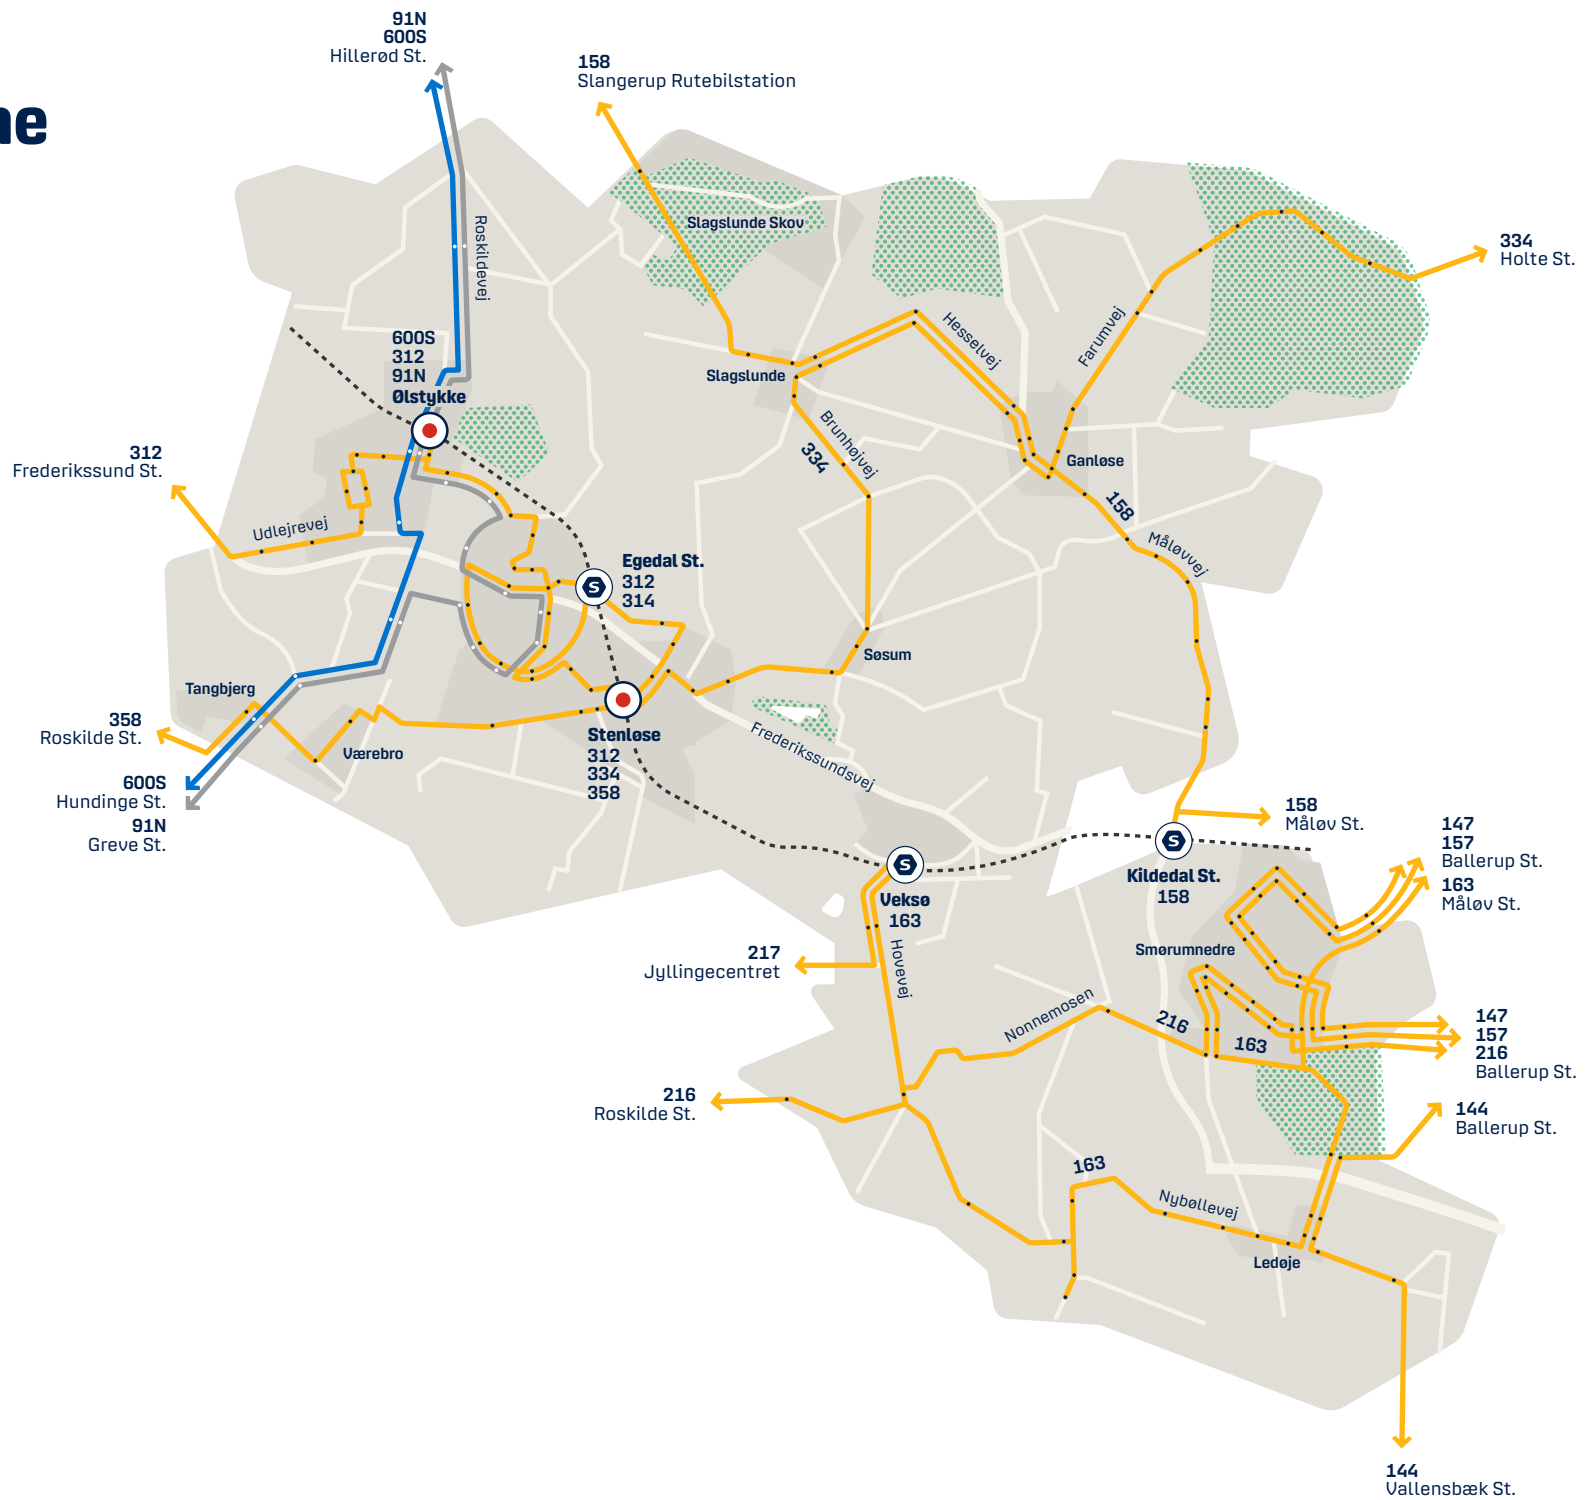 ne
91N
600S
Hillerød St.
158
Slangerup Rutebilstation
Slagslunde Skov
Roskildevej
334
Holte St.
600S
312
91N
Ølstykke
Slagslunde
Hesselvej
Farumvej
Brunhøjvej
334
Ganløse
158
Måløvvej
312
Frederikssund St.
Udlejrevej
Egedal St.
312
314
Søsum
Tangbjerg
358
Roskilde St.
Værebro
Stenløse
312
334
358
Frederikssundsvej
600S
Hundinge St.
91N
Greve St.
158
Måløv St.
147
157
Ballerup St.
163
Måløv St.
Kildedal St.
158
Veksø
163
Smørumnedre
217
Jyllingecentret
Hovevej
Nonnemosen
216
163
147
157
216
Ballerup St.
216
Roskilde St.
144
Ballerup St.
163
Nybøllevej
Ledøje
144
Vallensbæk St.
S
S
S